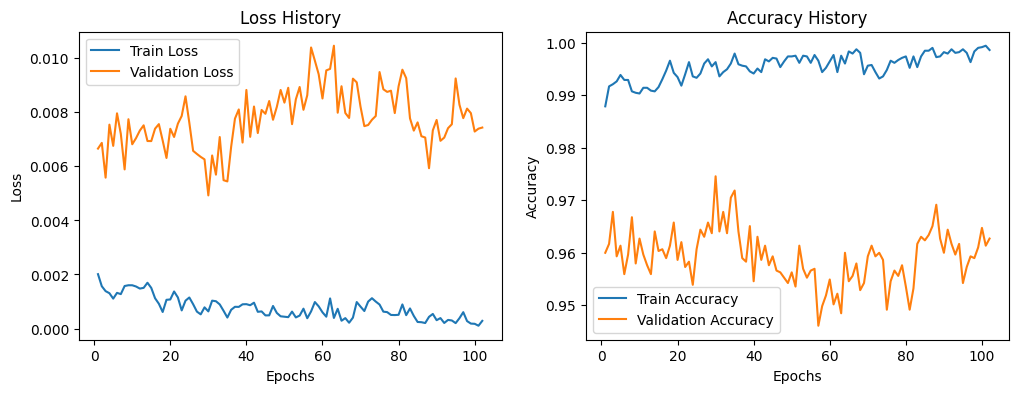 Loss History
Train Loss
Validation Loss
0.010
0.008
0.006
0.004
0.002
0.000
Loss
0
20
40
60
80
100
Epochs
Accuracy History
1.00
0.99
0.98
0.97
0.96
0.95
Accuracy
Train Accuracy
Validation Accuracy
0
20
40
60
80
100
Epochs